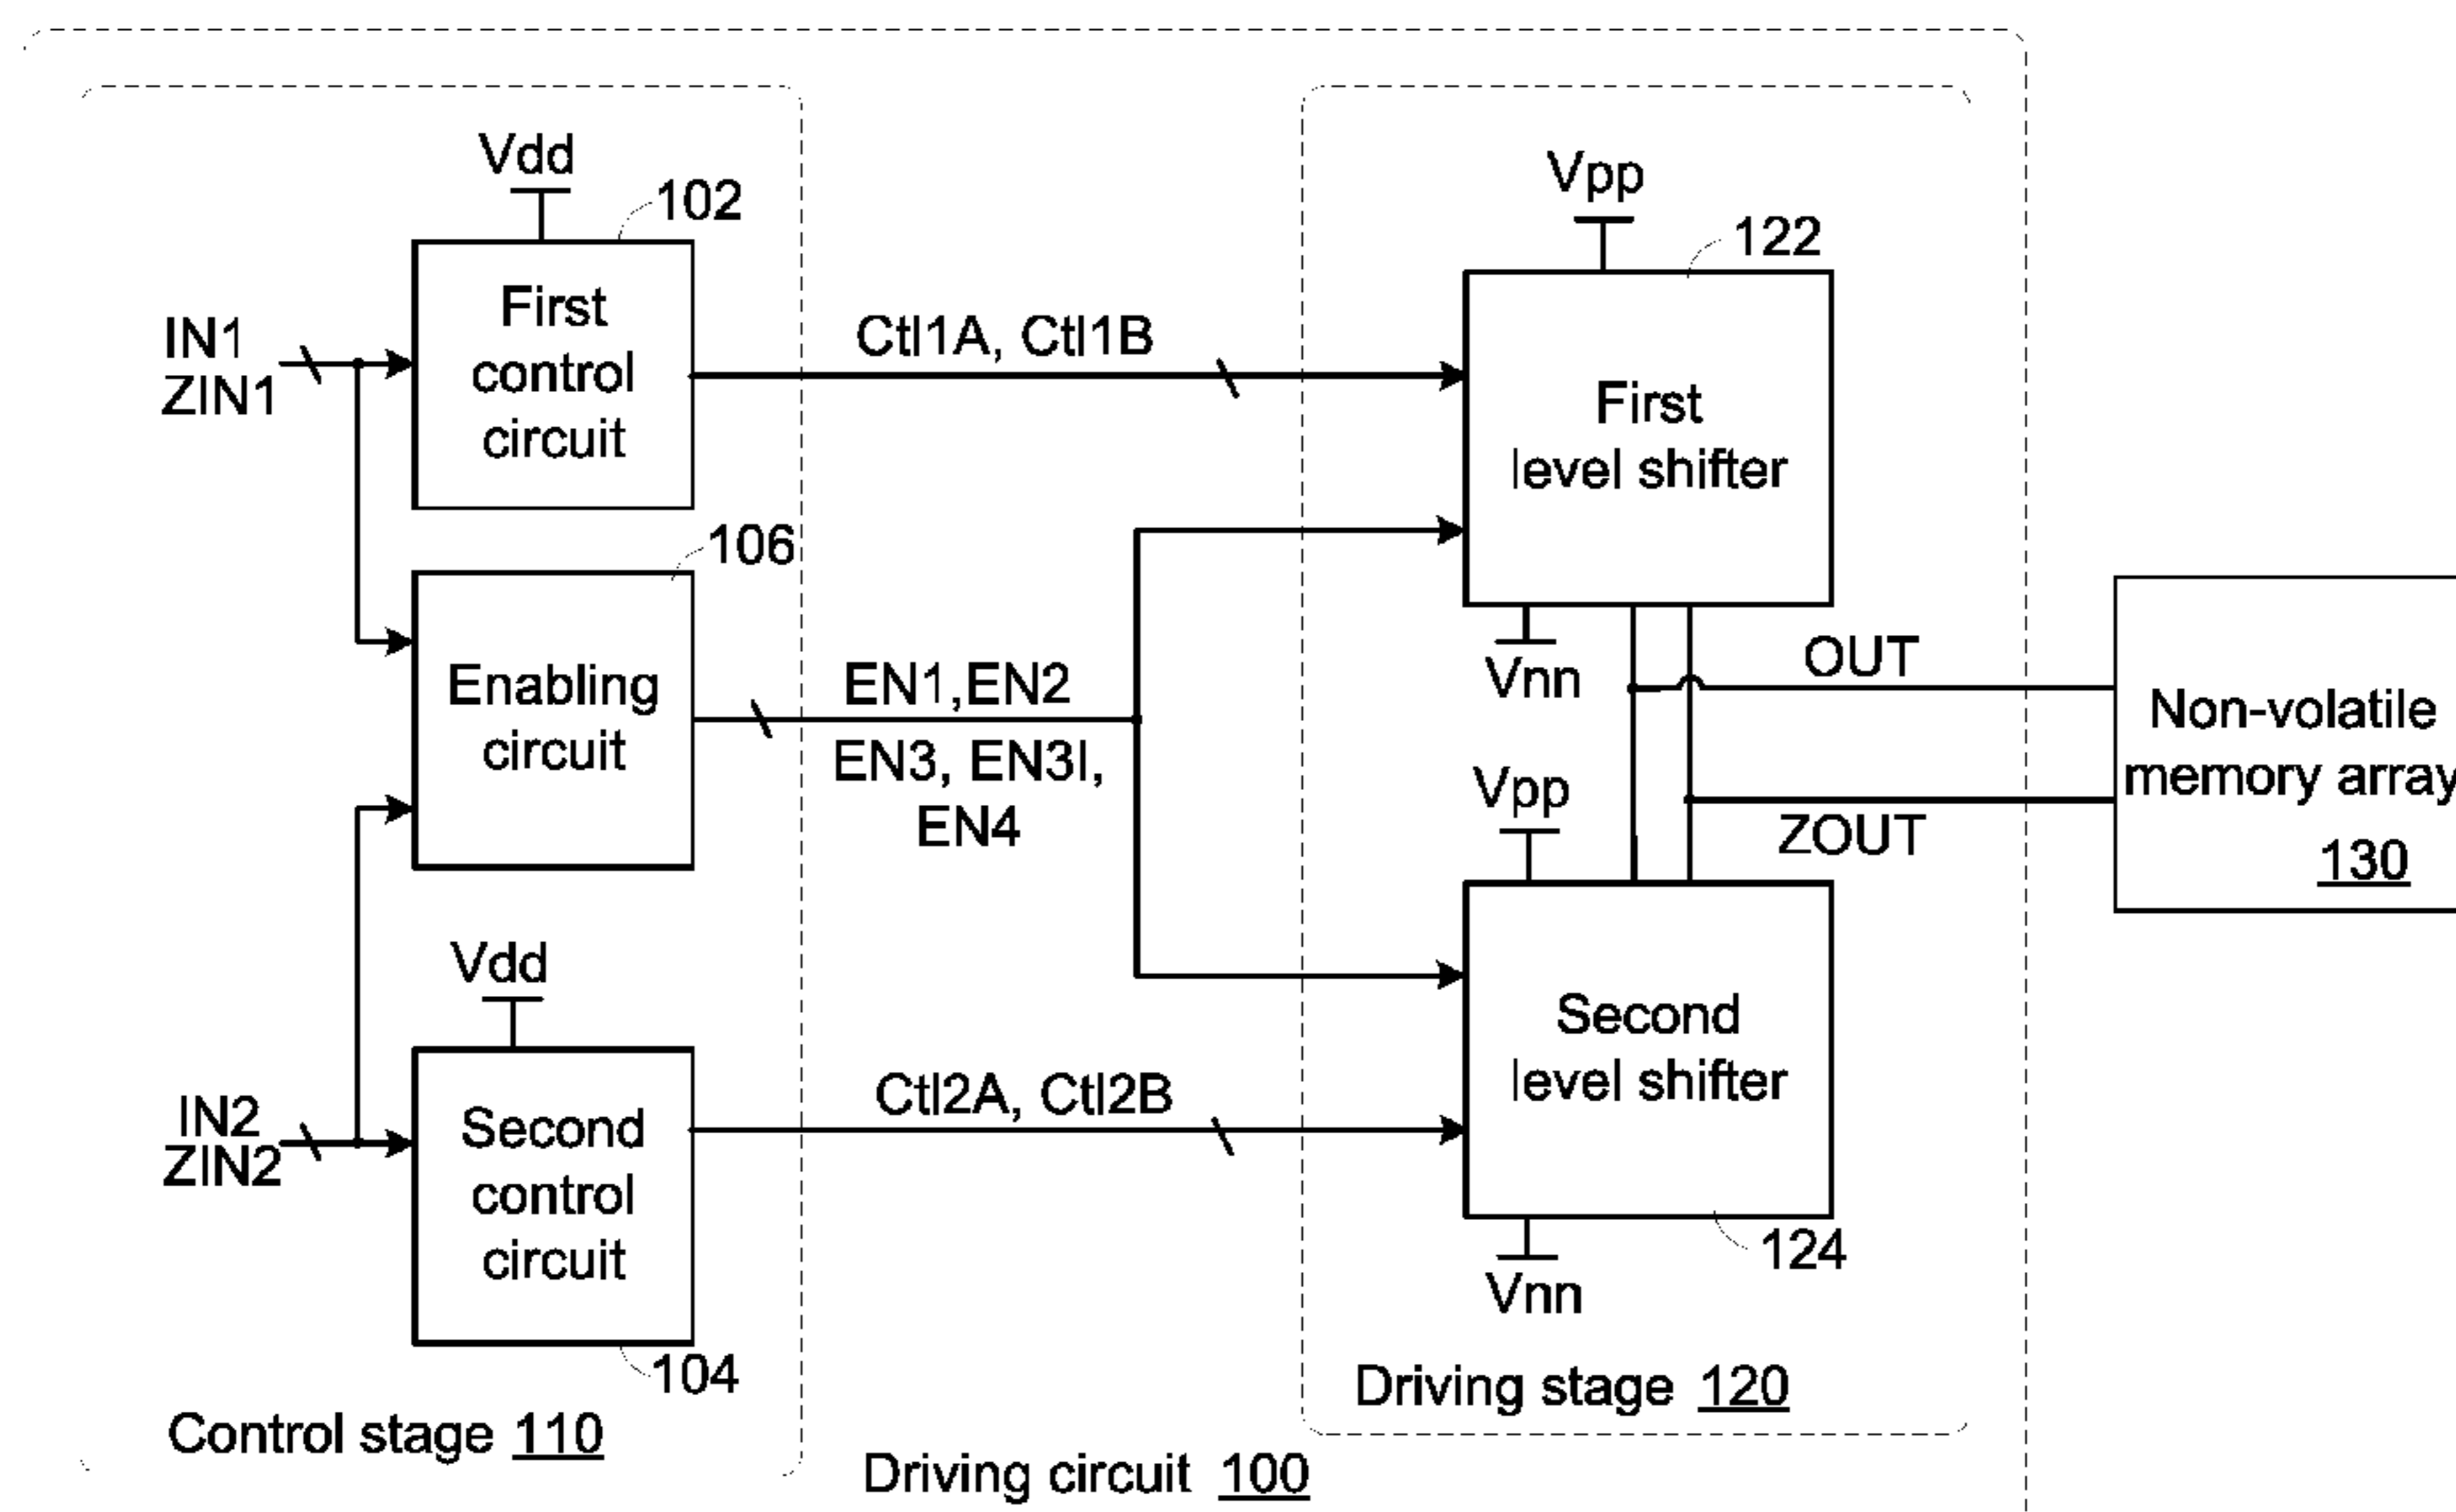 Vdd
102
First
control
circuit
IN1
ZIN1
Ctl1A, Ctl1B
Vpp
122
First
level shifter
Vnn
106
Enabling
circuit
EN1,EN2
EN3, EN3I,
EN4
OUT
ZOUT
Non-volatile
memory array
130
Vdd
Second
control
circuit
IN2
ZIN2
104
Ctl2A, Ctl2B
Vpp
Second
level shifter
124
Vnn
Control stage 110
Driving stage 120
Driving circuit 100